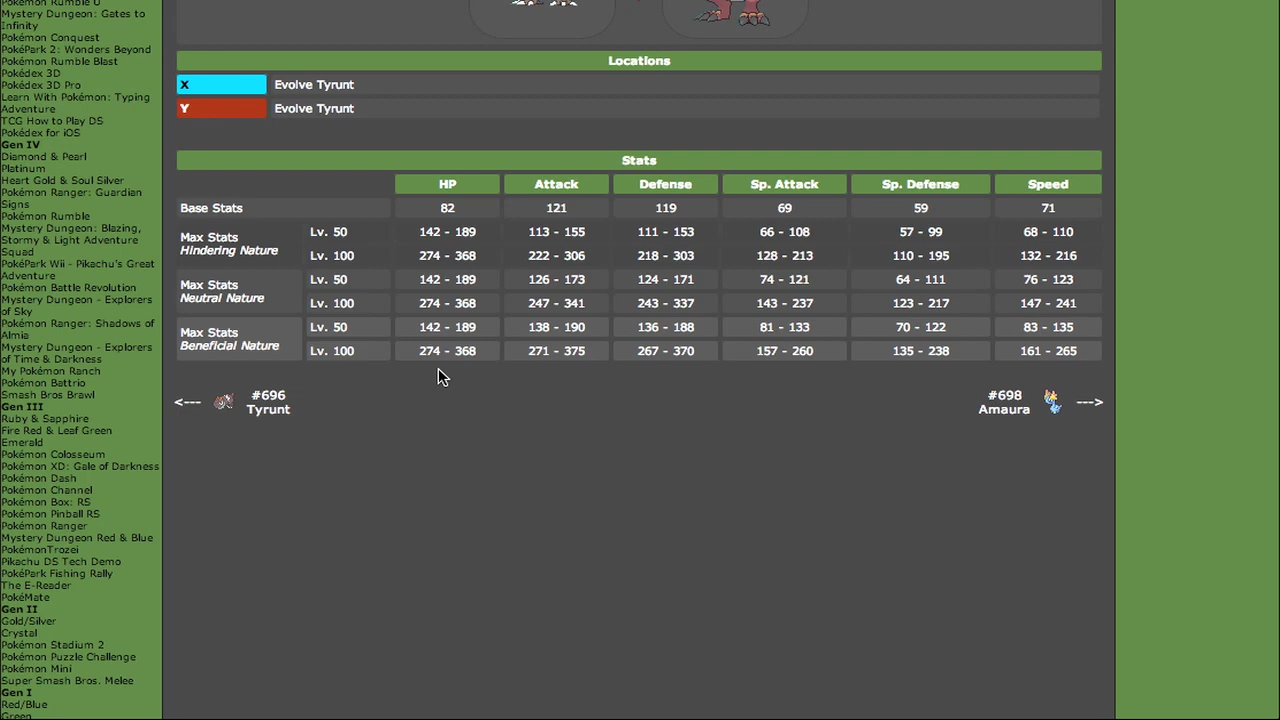 Pokémon Rumble U
Mystery Dungeon: Gates to
Infinity
Pokémon Conquest
PokéPark 2: Wonders Beyond
Pokémon Rumble Blast
Pokédex 3D
Pokédex 3D Pro
Learn With Pokémon: Typing
Adventure
TCG How to Play DS
Pokédex for iOS
Gen IV
Diamond & Pearl
Platinum
Heart Gold & Soul Silver
Pokémon Ranger: Guardian
Signs
Pokémon Rumble
Mystery Dungeon: Blazing,
Stormy & Light Adventure
Squad
PokéPark Wii - Pikachu's Great
Adventure
Pokémon Battle Revolution
Mystery Dungeon - Explorers
of Sky
Pokémon Ranger: Shadows of
Almia
Mystery Dungeon - Explorers
of Time & Darkness
My Pokémon Ranch
Pokémon Battrio
Smash Bros Brawl
Gen III
Ruby & Sapphire
Fire Red & Leaf Green
Emerald
Pokémon Colosseum
Pokémon XD: Gale of Darkness
Pokémon Dash
Pokémon Channel
Pokémon Box: RS
Pokémon Pinball RS
Pokémon Ranger
Mystery Dungeon Red & Blue
PokémonTrozei
Pikachu DS Tech Demo
PokéPark Fishing Rally
The E-Reader
PokéMate
Gen II
Gold/Silver
Crystal
Pokémon Stadium 2
Pokémon Puzzle Challenge
Pokémon Mini
Super Smash Bros. Melee
Gen I
Red/Blue
Green
Locations
X Evolve Tyrunt
Y Evolve Tyrunt
Stats
HP Attack Defense Sp. Attack Sp. Defense Speed
Base Stats 82 121 119 69 59 71
Max Stats
Hindering Nature
Lv. 50 142 - 189 113 - 155 111 - 153 66 - 108 57 - 99 68 - 110
Lv. 100 274 - 368 222 - 306 218 - 303 128 - 213 110 - 195 132 - 216
Max Stats
Neutral Nature
Lv. 50 142 - 189 126 - 173 124 - 171 74 - 121 64 - 111 76 - 123
Lv. 100 274 - 368 247 - 341 243 - 337 143 - 237 123 - 217 147 - 241
Max Stats
Beneficial Nature
Lv. 50 142 - 189 138 - 190 136 - 188 81 - 133 70 - 122 83 - 135
Lv. 100 274 - 368 271 - 375 267 - 370 157 - 260 135 - 238 161 - 265
<--- #696
Tyrunt
#698 --->
Amaura